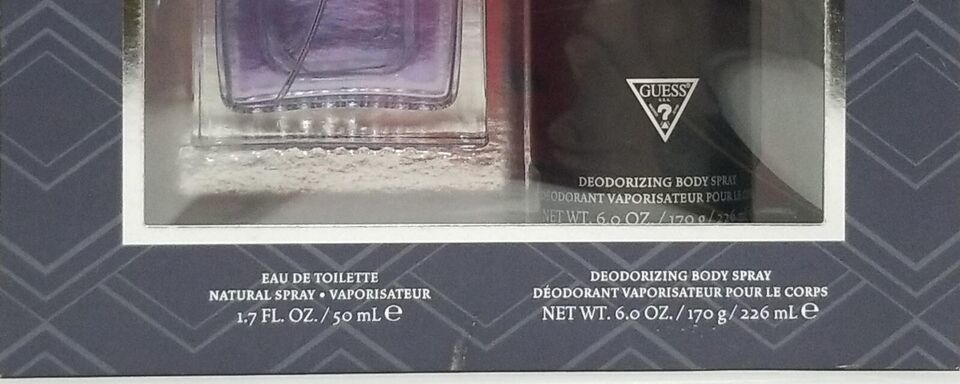 GUESS
?
DEODORIZING BODY SPRAY
DÉODORANT VAPORISATEUR POUR LE
NET WT. 6.0 OZ. / 170 g / 226 mL
EAU DE TOILETTE
NATURAL SPRAY • VAPORISATEUR
1.7 FL. OZ. / 50 mL ℮
DEODORIZING BODY SPRAY
DÉODORANT VAPORISATEUR POUR LE CORPS
NET WT. 6.0 OZ. / 170 g / 226 mL ℮